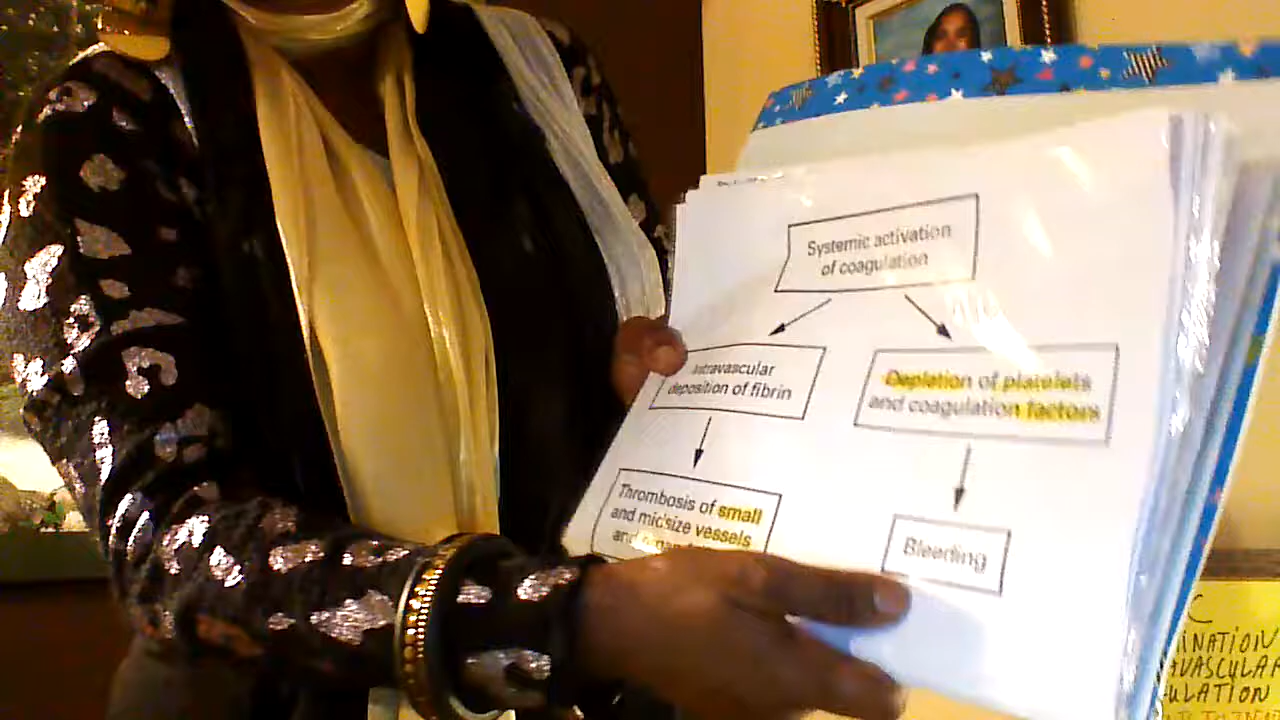 Systemic activation
of coagulation
Intravascular
deposition of fibrin
Depletion of platelets
and coagulation factors
Thrombosis of small
and midsize vessels
and
Bleeding
C
INATION
AVASCULAR
ULATION